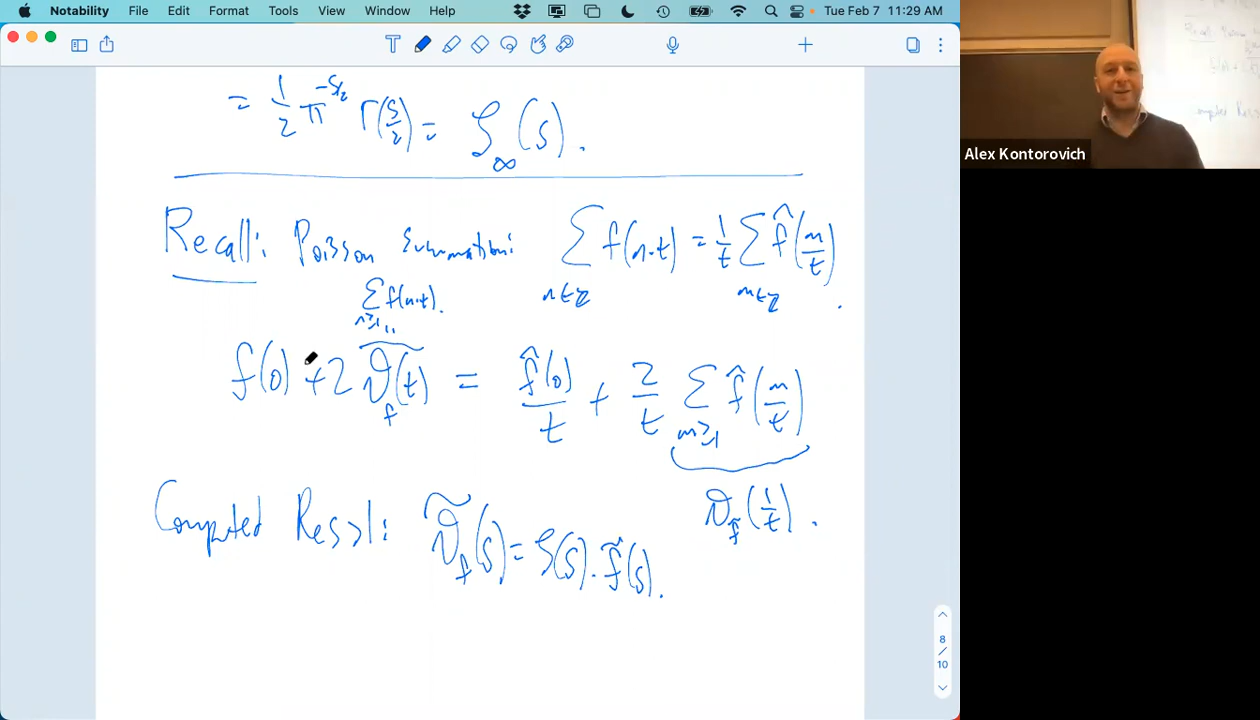 Notability File Edit Format Tools View Window Help Tue Feb 7 11:29 AM
= 1/2 π^{-s/2} Γ(s/2) = ζ_∞(s).
Recall: Poisson Summation: Σ_{n∈ℤ} f(n·t) = 1/t Σ_{m∈ℤ} f̂(m/t).
Σ_{n≥1} f(n·t).
f(0) + 2 ϑ_f(t) = f̂(0)/t + 2/t Σ_{m≥1} f̂(m/t)
ϑ_f̂(1/t).
Computed Result: ϑ̃_f(s) = ζ(s)·f̃(s).
8
/
10
Alex Kontorovich